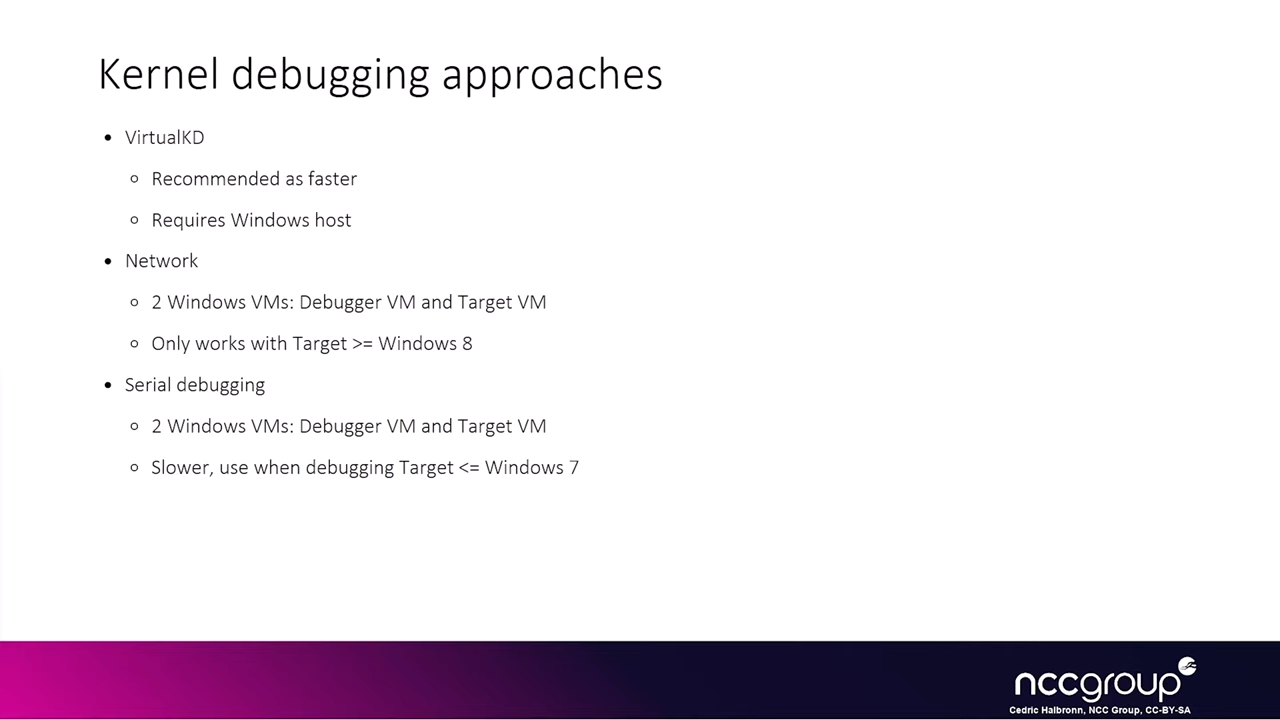 Kernel debugging approaches
• VirtualKD
○ Recommended as faster
○ Requires Windows host
• Network
○ 2 Windows VMs: Debugger VM and Target VM
○ Only works with Target >= Windows 8
• Serial debugging
○ 2 Windows VMs: Debugger VM and Target VM
○ Slower, use when debugging Target <= Windows 7
nccgroup
Cedric Halbronn, NCC Group, CC-BY-SA